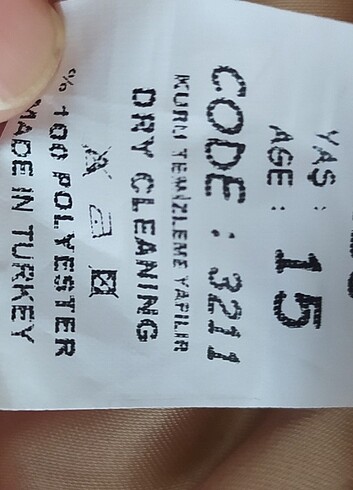 YAŞ :
AGE : 15
CODE : 3211
KURU TEMİZLEME YAPILIR
DRY CLEANING
% 100 POLYESTER
MADE IN TURKEY